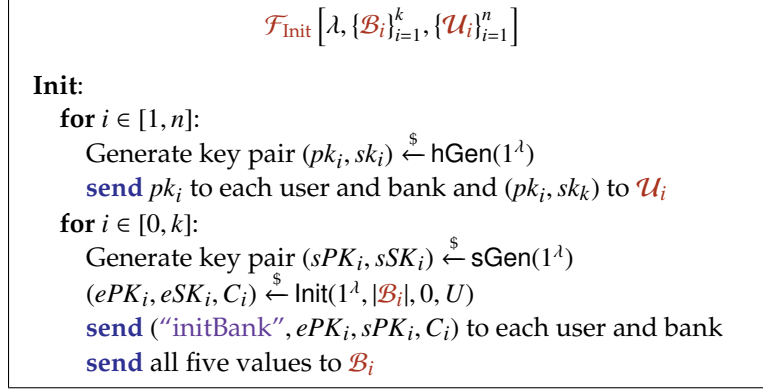 𝓕_Init [λ, {𝓑_i}_{i=1}^k, {𝓤_i}_{i=1}^n]
Init:
for i ∈ [1, n]:
Generate key pair (pk_i, sk_i) ←$ hGen(1^λ)
send pk_i to each user and bank and (pk_i, sk_k) to 𝓤_i
for i ∈ [0, k]:
Generate key pair (sPK_i, sSK_i) ←$ sGen(1^λ)
(ePK_i, eSK_i, C_i) ←$ Init(1^λ, |𝓑_i|, 0, U)
send ("initBank", ePK_i, sPK_i, C_i) to each user and bank
send all five values to 𝓑_i